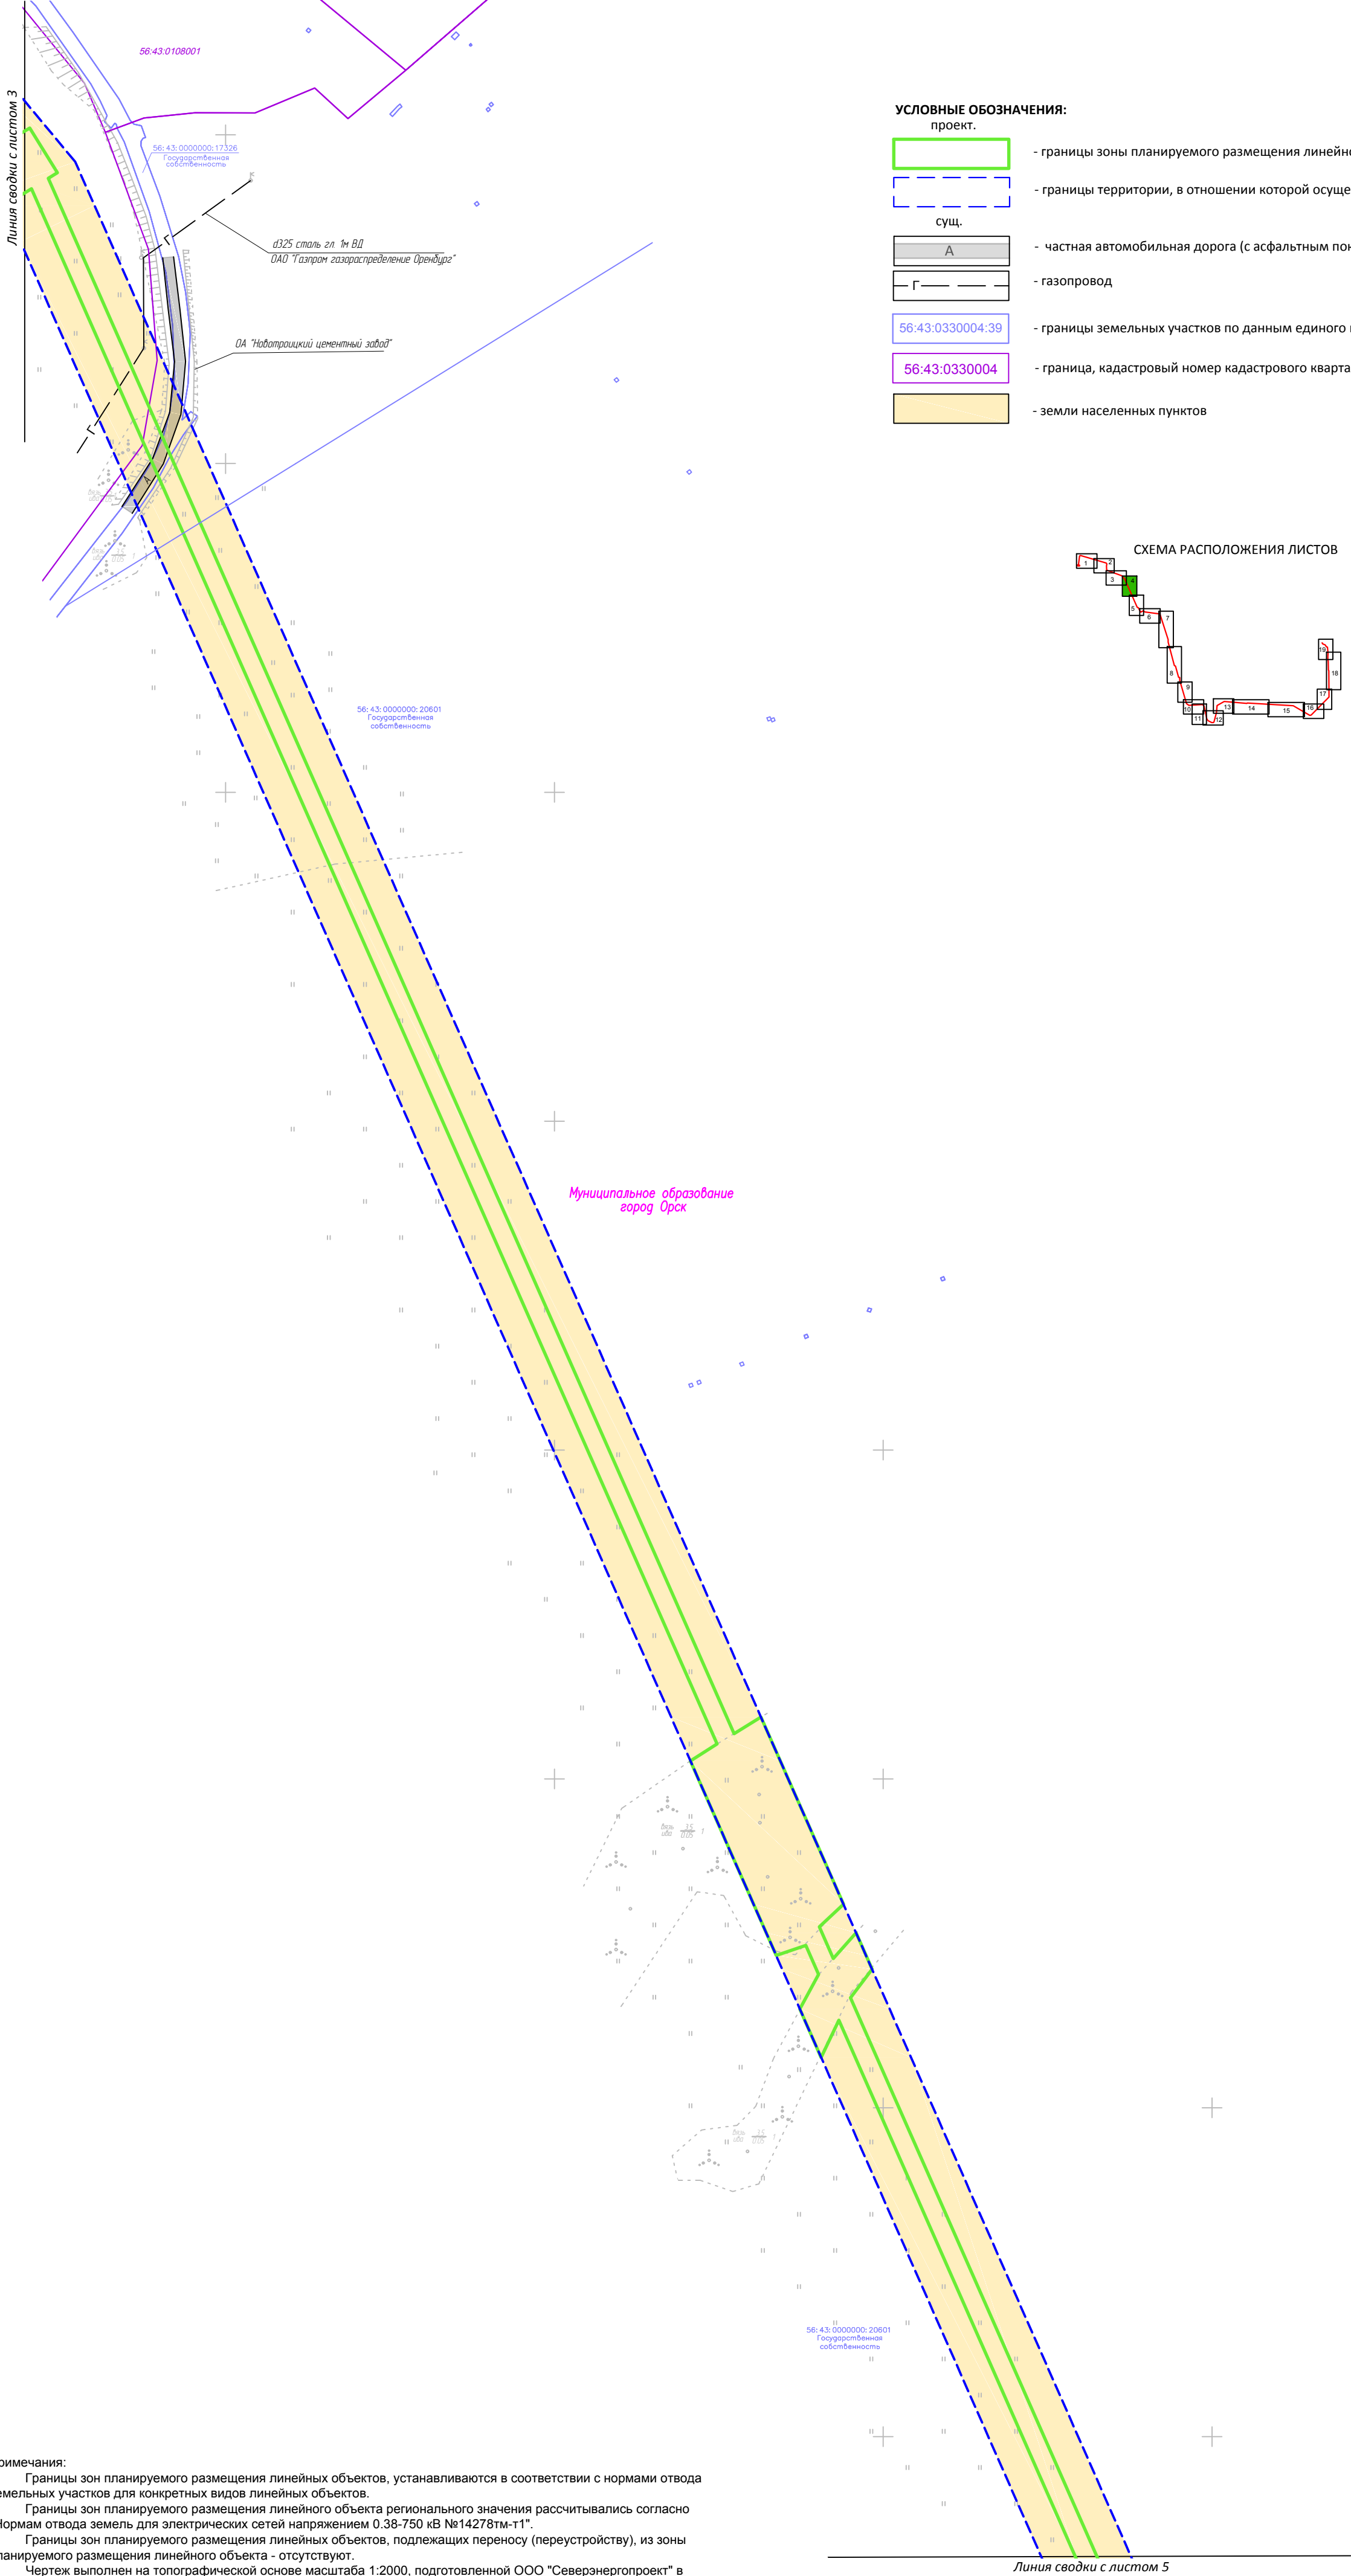 56:43:0108001
Линия сводки с листом 3
56:43:0000000:17326
Государственная
собственность
d325 сталь гл. 1м ВД
ОАО "Газпром газораспределение Оренбург"
ОА "Новотроицкий цементный завод"
Г
Г
А
УСЛОВНЫЕ ОБОЗНАЧЕНИЯ:
проект.
- границы зоны планируемого размещения линейно
- границы территории, в отношении которой осуще
сущ.
А
- частная автомобильная дорога (с асфальтным пок
Г
- газопровод
56:43:0330004:39
- границы земельных участков по данным единого
56:43:0330004
- граница, кадастровый номер кадастрового кварта
- земли населенных пунктов
СХЕМА РАСПОЛОЖЕНИЯ ЛИСТОВ
1
2
3
4
5
6
7
8
9
10
11
12
13
14
15
16
17
18
19
56:43:0000000:20601
Государственная
собственность
Муниципальное образование
город Орск
Вязь
ива
3.5
0.05
1
56:43:0000000:20601
Государственная
собственность
римечания:
Границы зон планируемого размещения линейных объектов, устанавливаются в соответствии с нормами отвода
емельных участков для конкретных видов линейных объектов.
Границы зон планируемого размещения линейного объекта регионального значения рассчитывались согласно
Нормам отвода земель для электрических сетей напряжением 0.38-750 кВ №14278тм-т1".
Границы зон планируемого размещения линейных объектов, подлежащих переносу (переустройству), из зоны
ланируемого размещения линейного объекта - отсутствуют.
Чертеж выполнен на топографической основе масштаба 1:2000, подготовленной ООО "Северэнергопроект" в
Линия сводки с листом 5